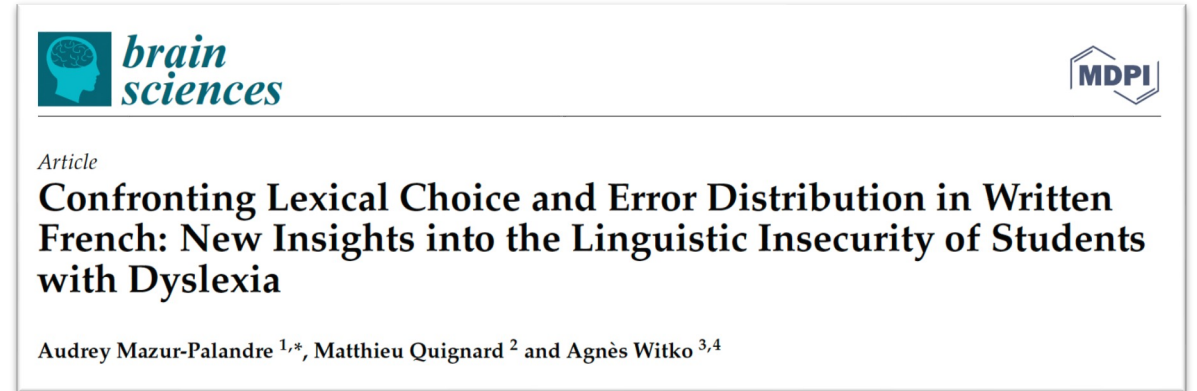 brain
sciences
MDPI
Article
Confronting Lexical Choice and Error Distribution in Written
French: New Insights into the Linguistic Insecurity of Students
with Dyslexia
Audrey Mazur-Palandre 1,*, Matthieu Quignard 2 and Agnès Witko 3,4